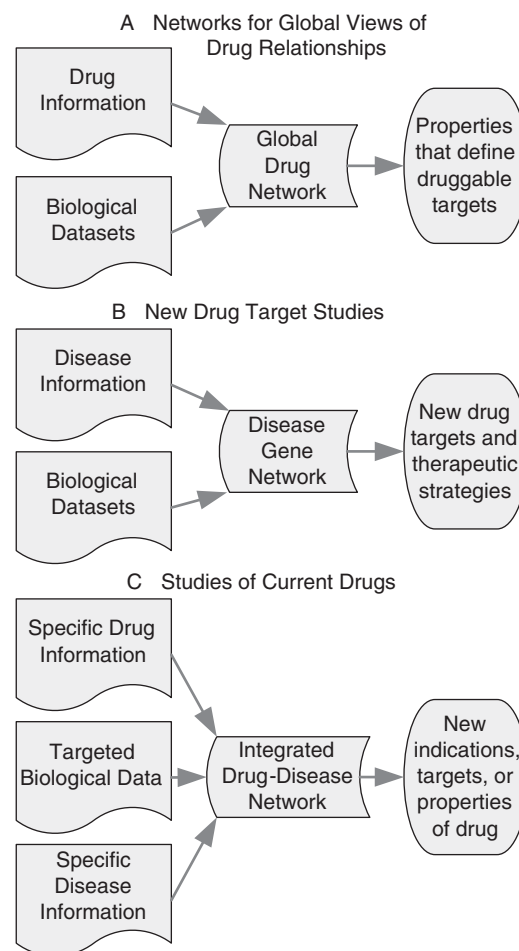 A Networks for Global Views of
Drug Relationships
Drug
Information
Biological
Datasets
Global
Drug
Network
Properties
that define
druggable
targets
B New Drug Target Studies
Disease
Information
Biological
Datasets
Disease
Gene
Network
New drug
targets and
therapeutic
strategies
C Studies of Current Drugs
Specific Drug
Information
Targeted
Biological Data
Specific
Disease
Information
Integrated
Drug-Disease
Network
New
indications,
targets, or
properties
of drug